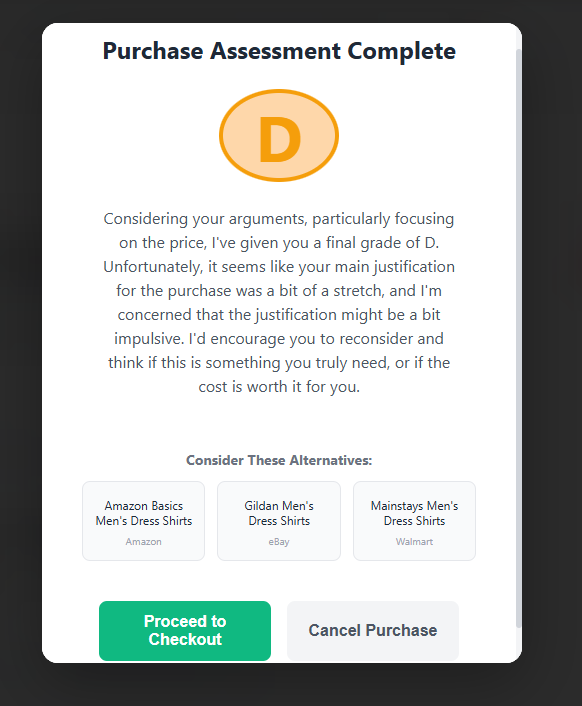 Purchase Assessment Complete
D
Considering your arguments, particularly focusing
on the price, I've given you a final grade of D.
Unfortunately, it seems like your main justification
for the purchase was a bit of a stretch, and I'm
concerned that the justification might be a bit
impulsive. I'd encourage you to reconsider and
think if this is something you truly need, or if the
cost is worth it for you.
Consider These Alternatives:
Amazon Basics
Men's Dress Shirts
Amazon
Gildan Men's
Dress Shirts
eBay
Mainstays Men's
Dress Shirts
Walmart
Proceed to
Checkout
Cancel Purchase